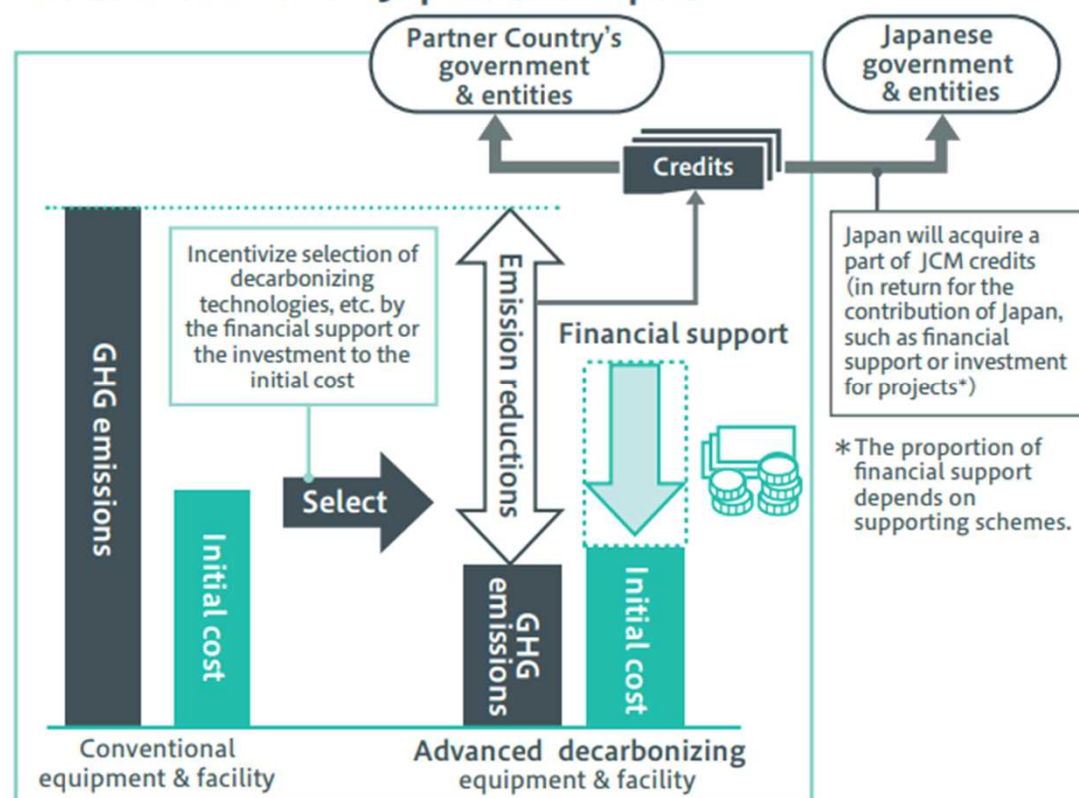 Partner Country's
government
& entities
Japanese
government
& entities
Credits
Incentivize selection of
decarbonizing
technologies, etc. by
the financial support or
the investment to the
initial cost
Japan will acquire a
part of JCM credits
(in return for the
contribution of Japan,
such as financial
support or investment
for projects*)
*The proportion of
financial support
depends on
supporting schemes.
GHG emissions
Initial cost
Select
Emission reductions
Financial support
GHG
emissions
Initial cost
Conventional
equipment & facility
Advanced decarbonizing
equipment & facility